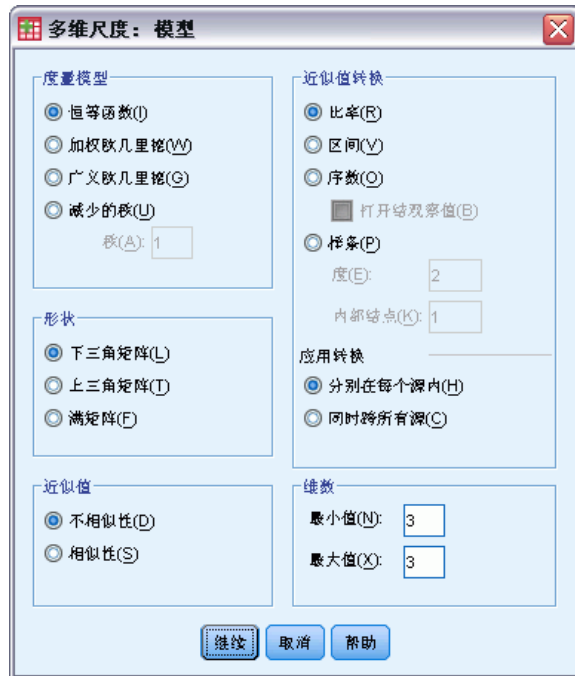 多维尺度：模型
度量模型
恒等函数(I)
加权欧几里德(W)
广义欧几里德(G)
减少的秩(U)
秩(A): 1
形状
下三角矩阵(L)
上三角矩阵(T)
满矩阵(F)
近似值
不相似性(D)
相似性(S)
近似值转换
比率(R)
区间(V)
序数(O)
打开结观察值(B)
样条(P)
度(E): 2
内部结点(K): 1
应用转换
分别在每个源内(H)
同时跨所有源(C)
维数
最小值(N): 3
最大值(X): 3
继续 取消 帮助